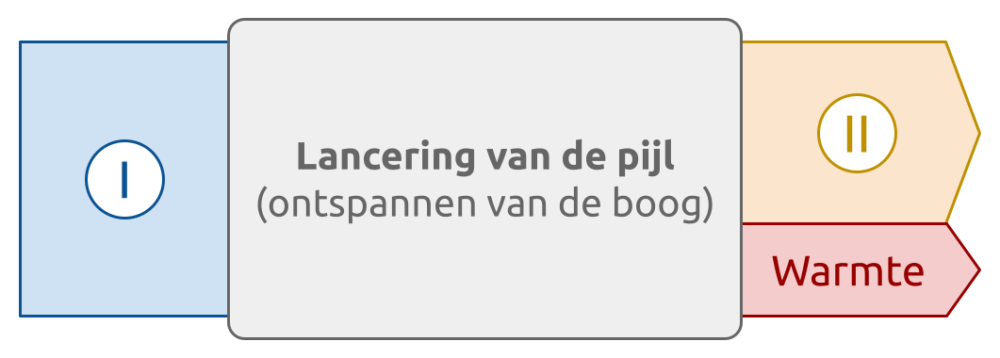 I
Lancering van de pijl
(ontspannen van de boog)
II
Warmte